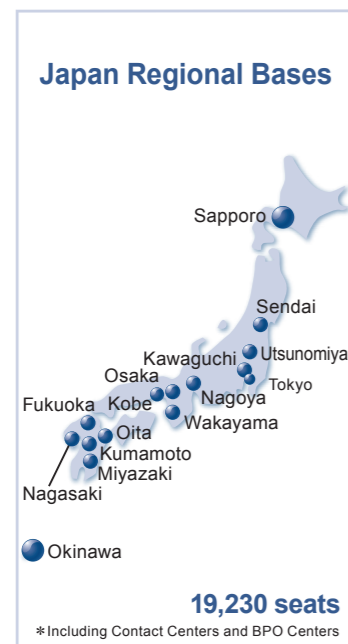 Japan Regional Bases
Sapporo
Sendai
Utsunomiya
Kawaguchi
Tokyo
Osaka
Kobe
Nagoya
Wakayama
Fukuoka
Oita
Kumamoto
Miyazaki
Nagasaki
Okinawa
19,230 seats
*Including Contact Centers and BPO Centers